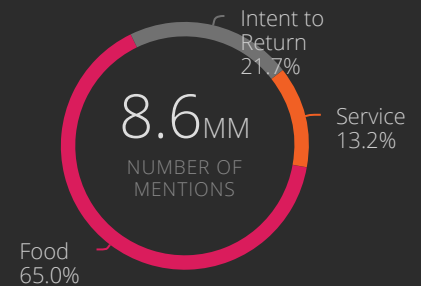 Intent to
Return
21.7%
8.6MM
NUMBER OF
MENTIONS
Service
13.2%
Food
65.0%